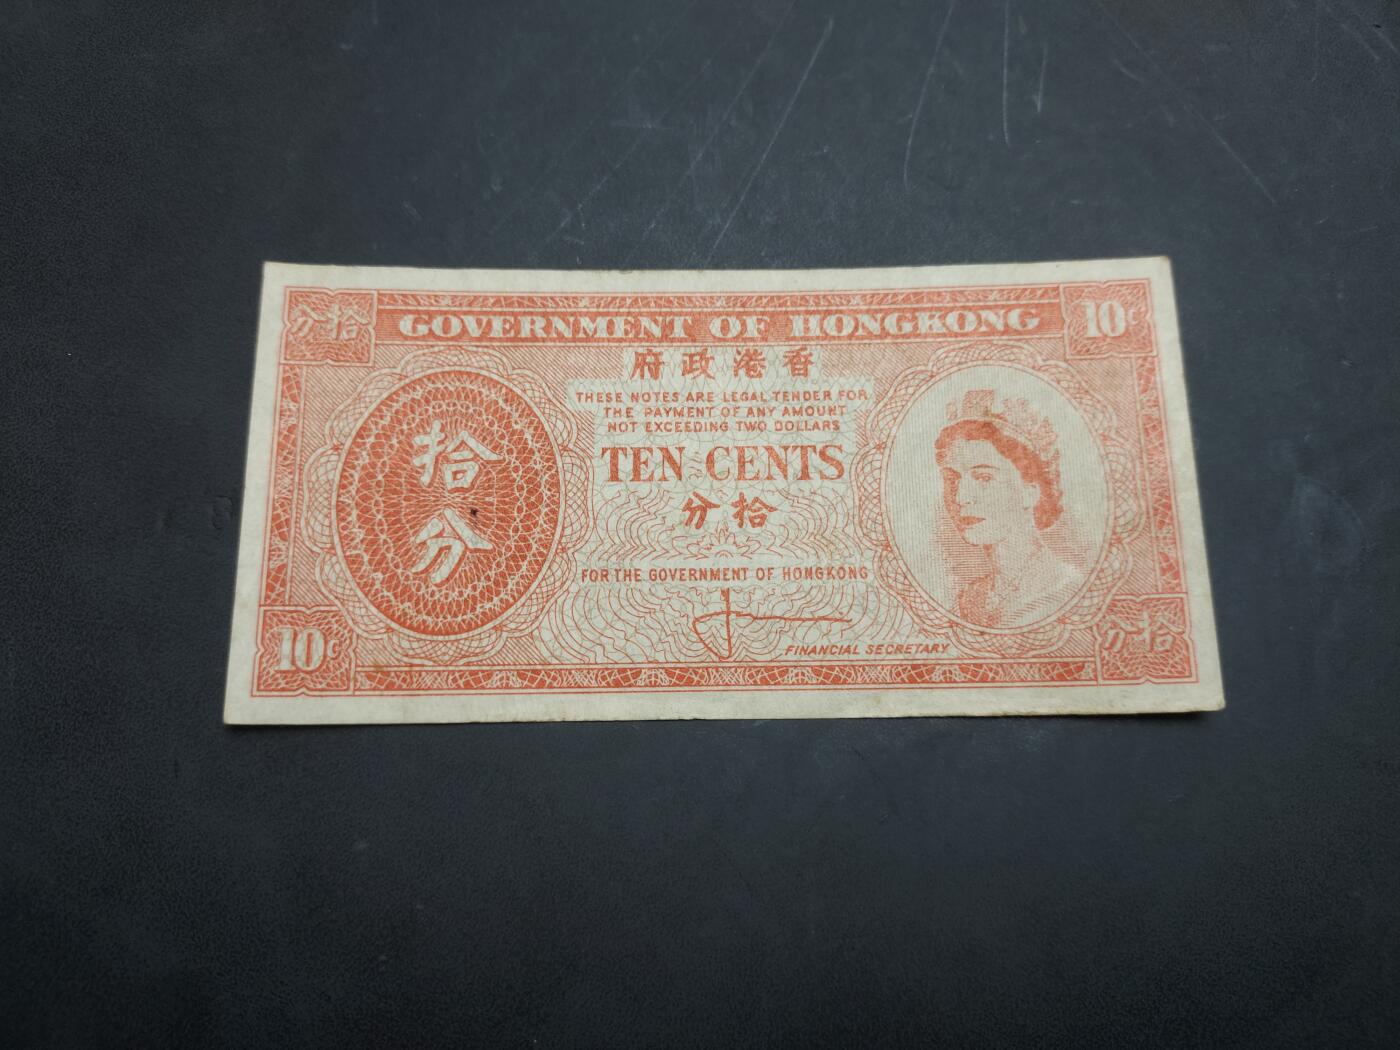 分拾
GOVERNMENT OF HONGKONG
10¢
府政港香
THESE NOTES ARE LEGAL TENDER FOR
THE PAYMENT OF ANY AMOUNT
NOT EXCEEDING TWO DOLLARS
拾
分
TEN CENTS
分拾
FOR THE GOVERNMENT OF HONGKONG
FINANCIAL SECRETARY
10¢
分拾